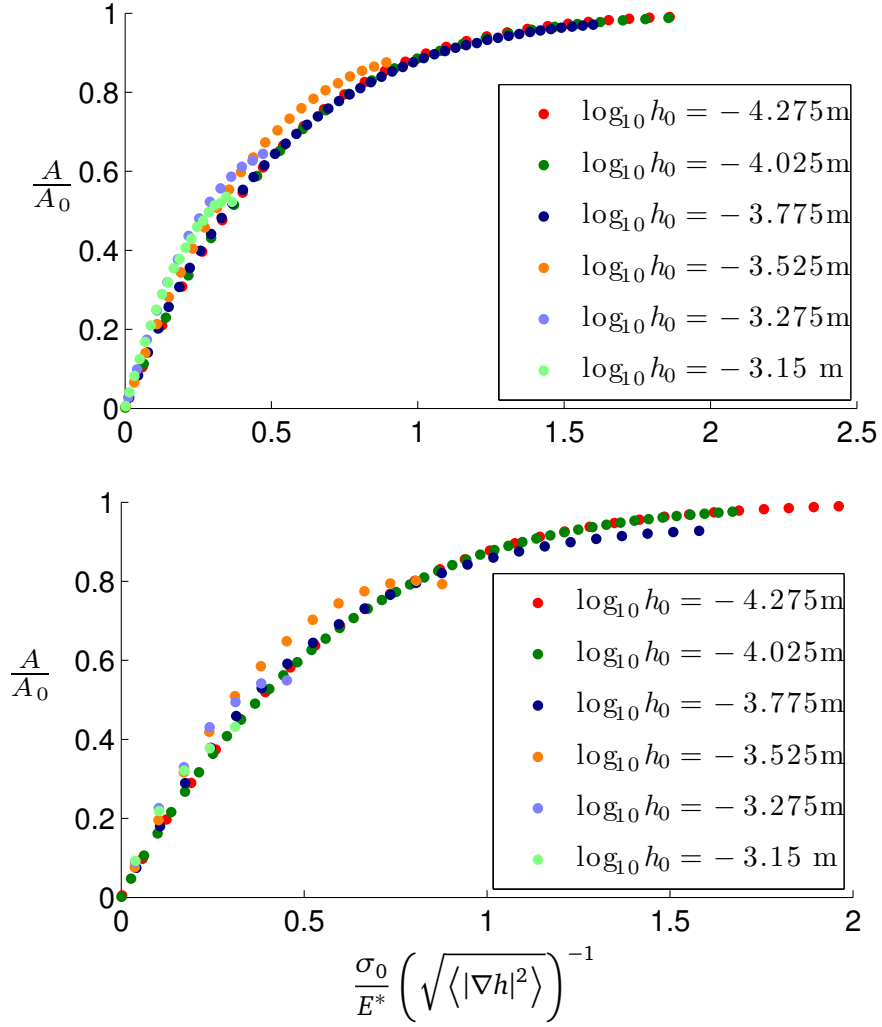 1
0.8
0.6
0.4
0.2
0
A/A₀
0 0.5 1 1.5 2 2.5
log₁₀ h₀ = − 4.275m
log₁₀ h₀ = − 4.025m
log₁₀ h₀ = − 3.775m
log₁₀ h₀ = − 3.525m
log₁₀ h₀ = − 3.275m
log₁₀ h₀ = − 3.15 m
1
0.8
0.6
0.4
0.2
0
A/A₀
0 0.5 1 1.5 2
log₁₀ h₀ = − 4.275m
log₁₀ h₀ = − 4.025m
log₁₀ h₀ = − 3.775m
log₁₀ h₀ = − 3.525m
log₁₀ h₀ = − 3.275m
log₁₀ h₀ = − 3.15 m
σ₀/E* (√⟨|∇h|²⟩)⁻¹